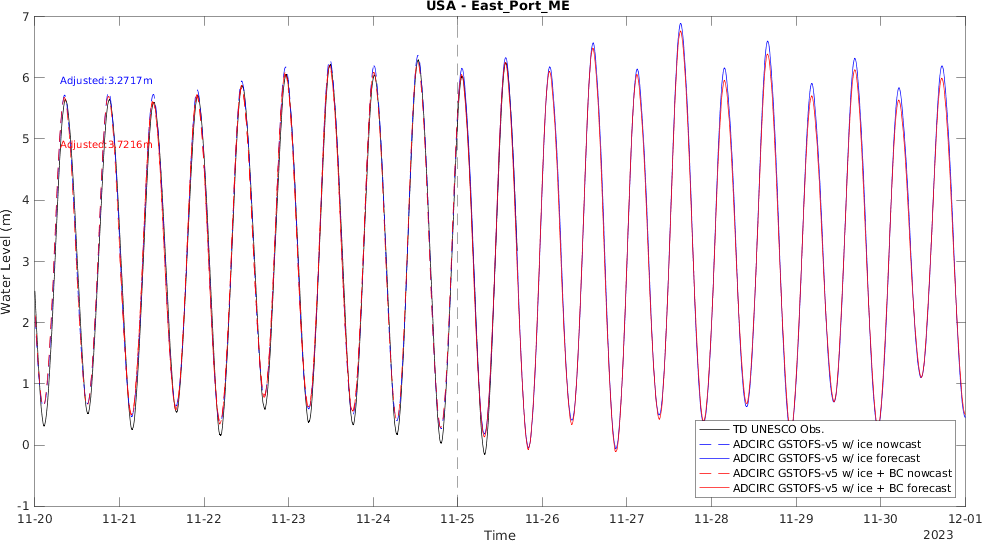 USA - East_Port_ME
7
6
5
4
3
2
1
0
-1
Water Level (m)
Adjusted:3.2717m
Adjusted:3.7216m
TD UNESCO Obs.
ADCIRC GSTOFS-v5 w/ ice nowcast
ADCIRC GSTOFS-v5 w/ ice forecast
ADCIRC GSTOFS-v5 w/ ice + BC nowcast
ADCIRC GSTOFS-v5 w/ ice + BC forecast
11-20 11-21 11-22 11-23 11-24 11-25 11-26 11-27 11-28 11-29 11-30 12-01
Time
2023